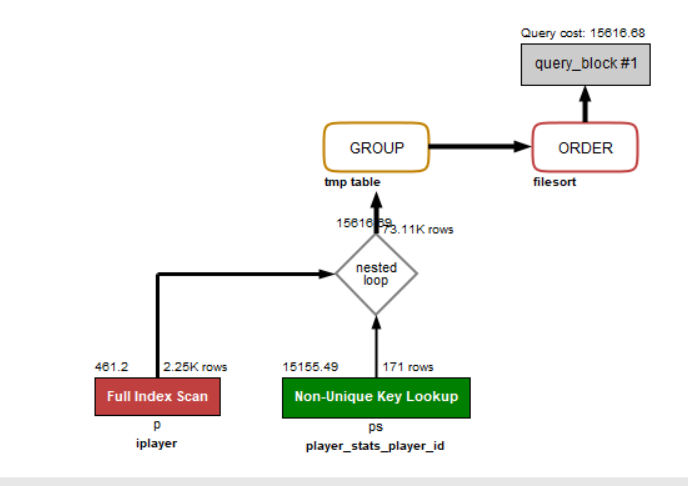 Query cost: 15616.68
query_block #1
GROUP
ORDER
tmp table
filesort
15616.69
73.11K rows
nested
loop
461.2
2.25K rows
15155.49
171 rows
Full Index Scan
Non-Unique Key Lookup
p
ps
iplayer
player_stats_player_id